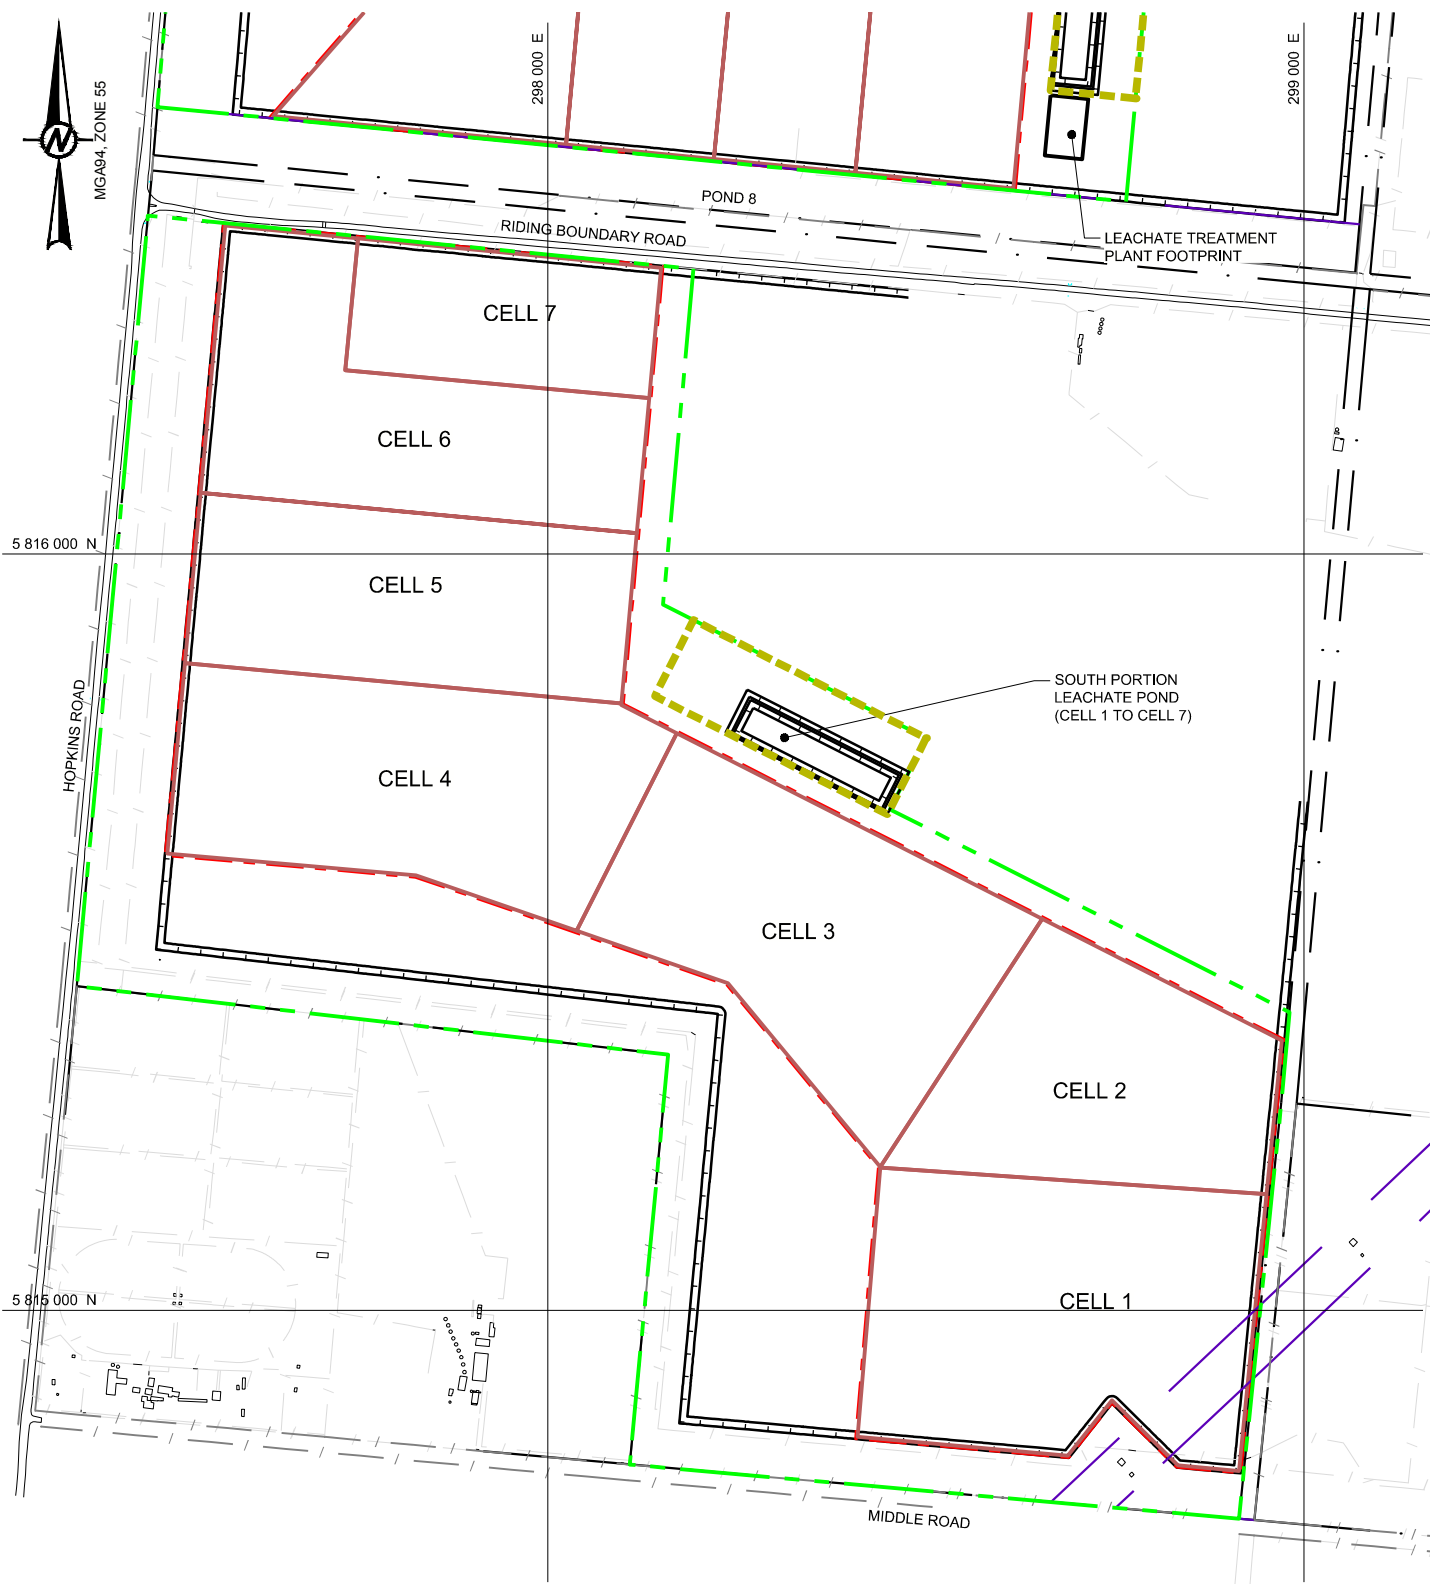 298 000 E
299 000 E
MGA94, ZONE 55
N
POND 8
RIDING BOUNDARY ROAD
LEACHATE TREATMENT
PLANT FOOTPRINT
CELL 7
CELL 6
5 816 000 N
CELL 5
SOUTH PORTION
LEACHATE POND
(CELL 1 TO CELL 7)
HOPKINS ROAD
CELL 4
CELL 3
CELL 2
5 815 000 N
CELL 1
MIDDLE ROAD